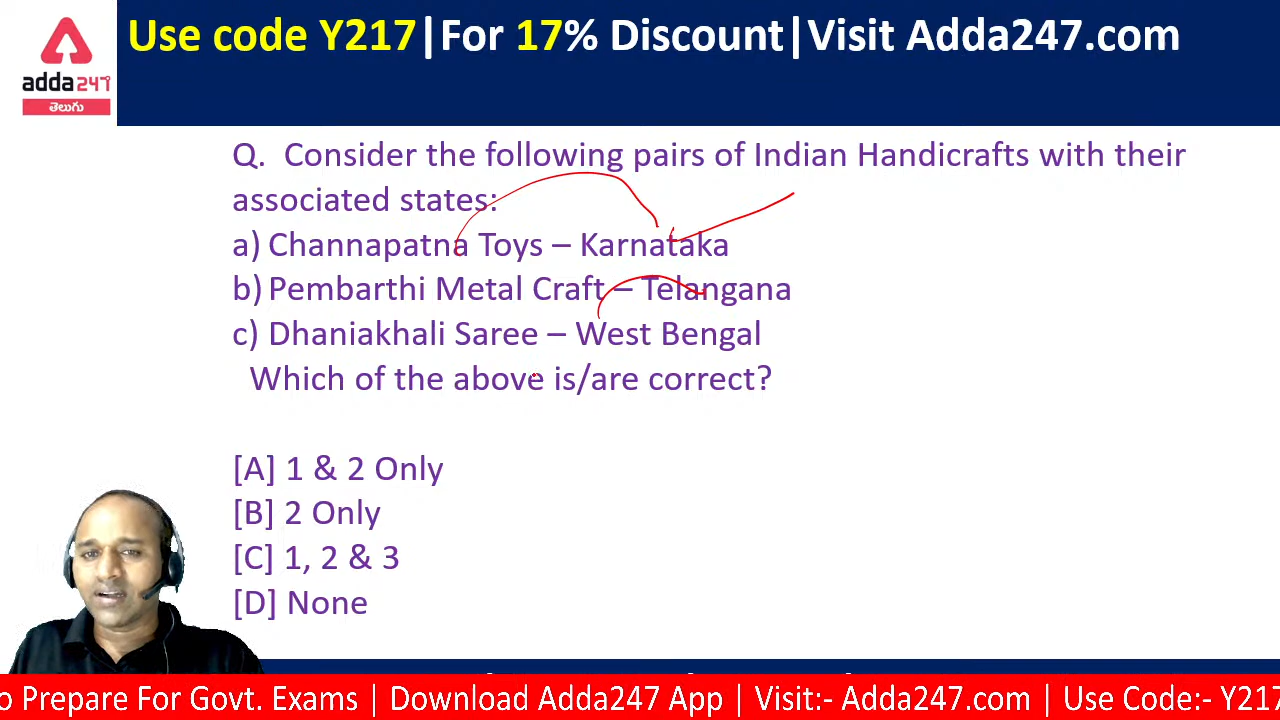 Use code Y217|For 17% Discount|Visit Adda247.com
adda247
తెలుగు
Q. Consider the following pairs of Indian Handicrafts with their
associated states:
a) Channapatna Toys – Karnataka
b) Pembarthi Metal Craft – Telangana
c) Dhaniakhali Saree – West Bengal
Which of the above is/are correct?
[A] 1 & 2 Only
[B] 2 Only
[C] 1, 2 & 3
[D] None
o Prepare For Govt. Exams | Download Adda247 App | Visit:- Adda247.com | Use Code:- Y217